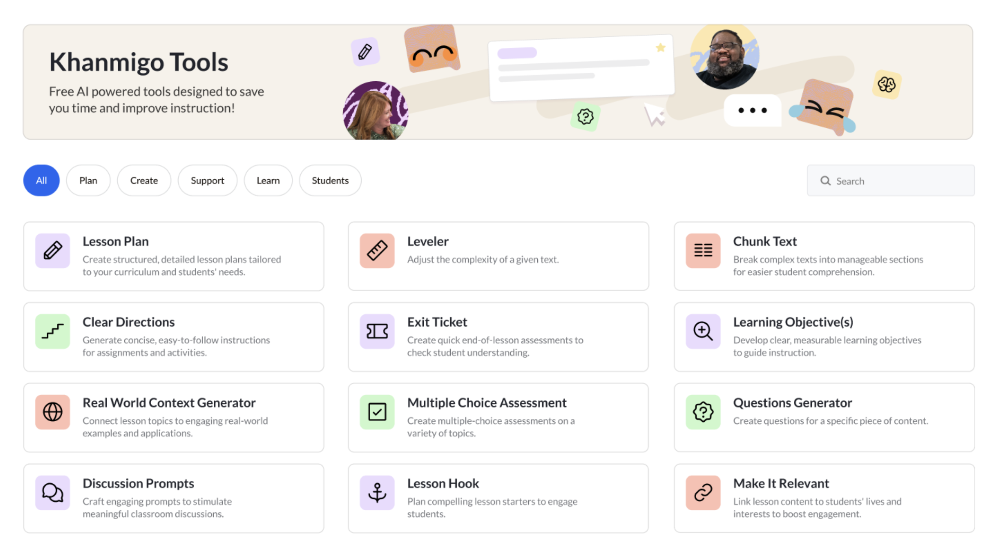 Khanmigo Tools
Free AI powered tools designed to save
you time and improve instruction!
All
Plan
Create
Support
Learn
Students
Search
Lesson Plan
Create structured, detailed lesson plans tailored
to your curriculum and students' needs.
Leveler
Adjust the complexity of a given text.
Chunk Text
Break complex texts into manageable sections
for easier student comprehension.
Clear Directions
Generate concise, easy-to-follow instructions
for assignments and activities.
Exit Ticket
Create quick end-of-lesson assessments to
check student understanding.
Learning Objective(s)
Develop clear, measurable learning objectives
to guide instruction.
Real World Context Generator
Connect lesson topics to engaging real-world
examples and applications.
Multiple Choice Assessment
Create multiple-choice assessments on a
variety of topics.
Questions Generator
Create questions for a specific piece of content.
Discussion Prompts
Craft engaging prompts to stimulate
meaningful classroom discussions.
Lesson Hook
Plan compelling lesson starters to engage
students.
Make It Relevant
Link lesson content to students' lives and
interests to boost engagement.